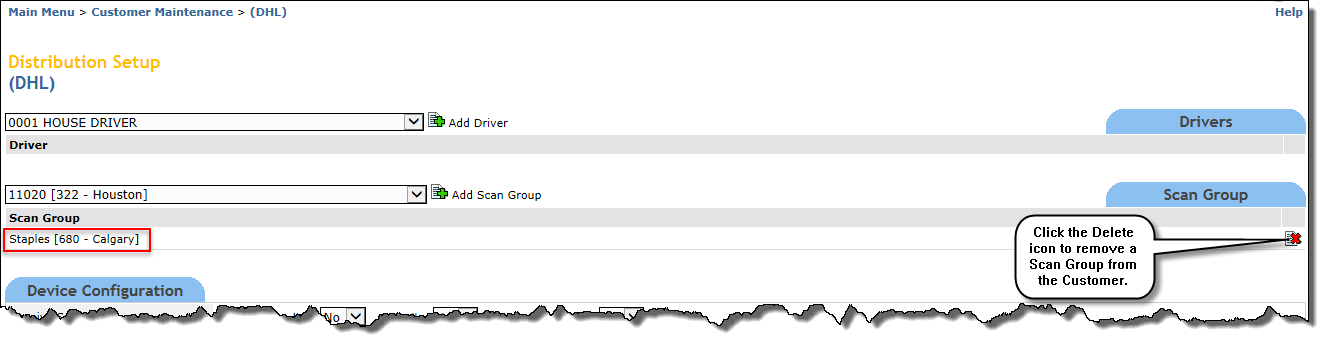 Main Menu > Customer Maintenance > (DHL) Help
Distribution Setup
(DHL)
0001 HOUSE DRIVER Add Driver Drivers
Driver
11020 [322 - Houston] Add Scan Group Scan Group
Scan Group
Staples [680 - Calgary]
Click the Delete
icon to remove a
Scan Group from
the Customer.
Device Configuration
No